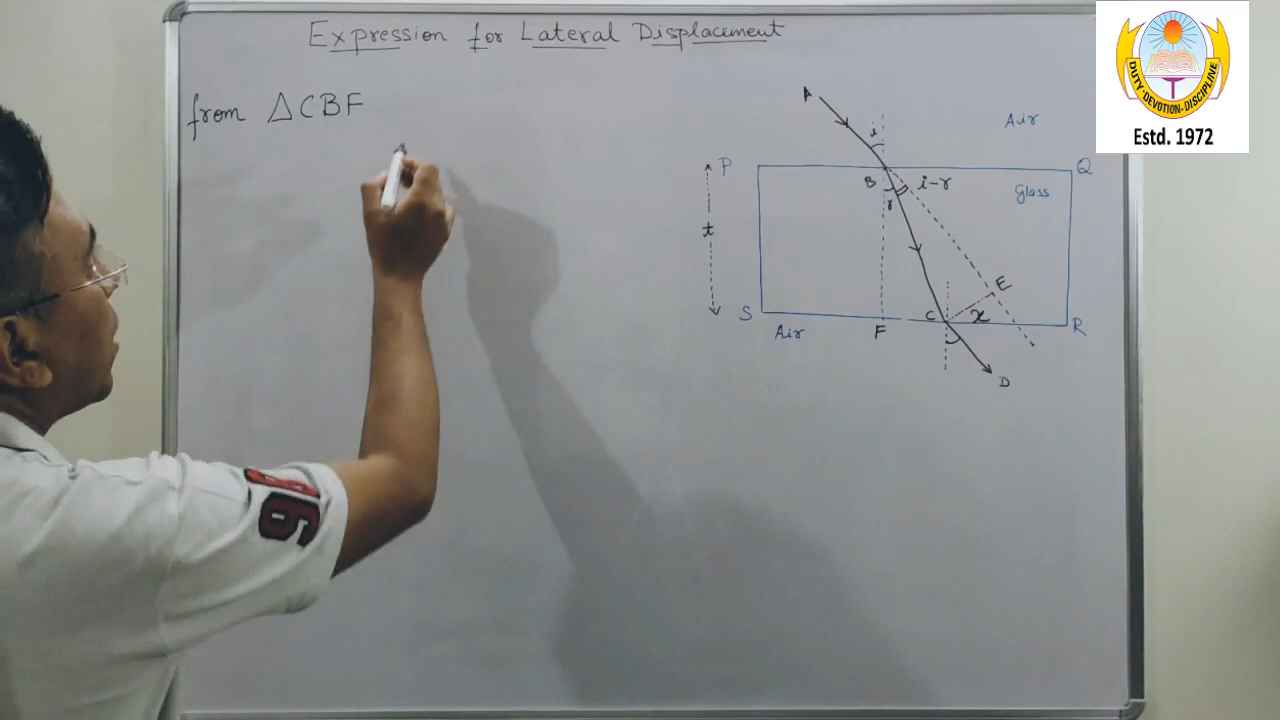 Expression for Lateral Displacement
from △CBF
A
i
Air
P
Q
B
i-r
Glass
r
t
E
S
C
x
R
Air
F
D
DUTY·DEVOTION·DISCIPLINE
Estd. 1972